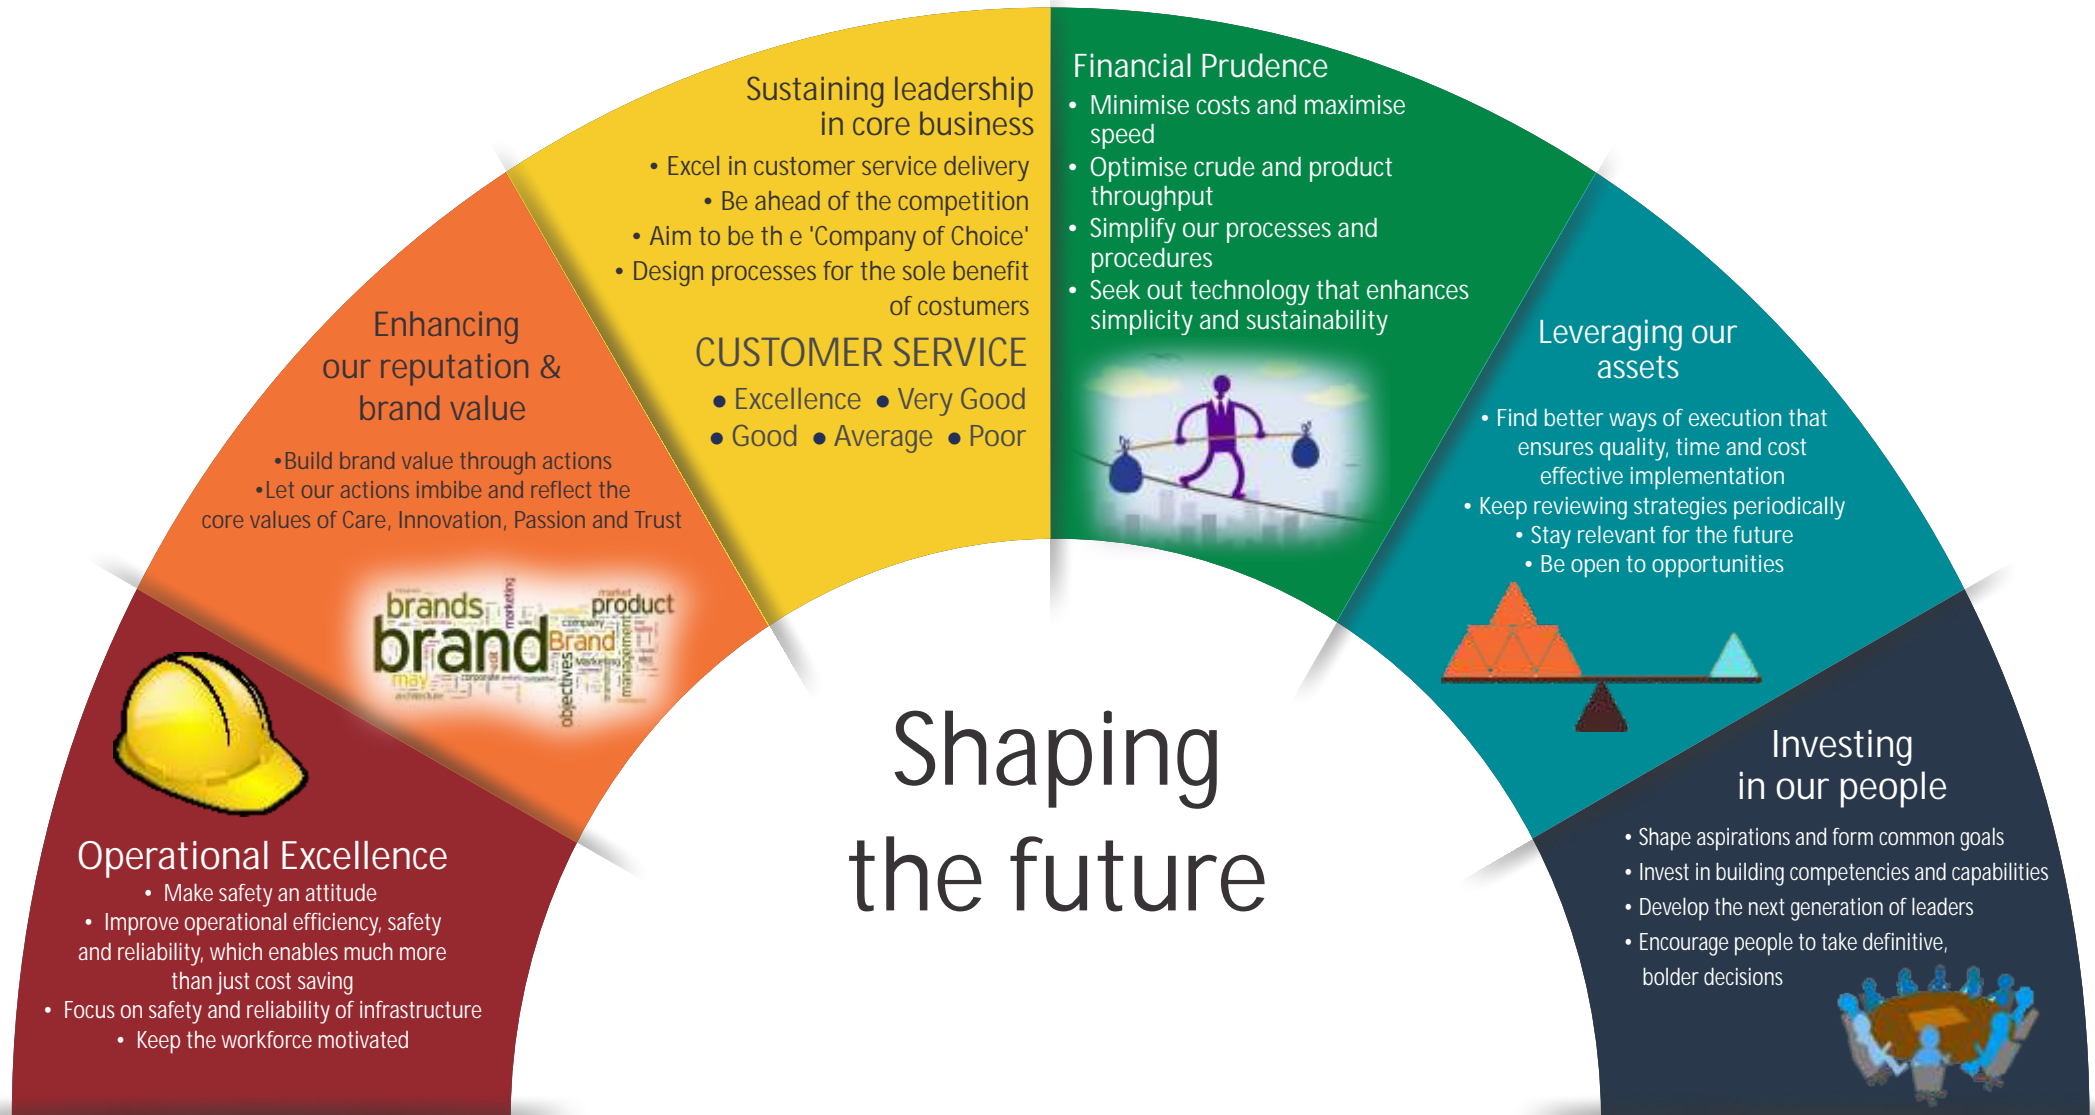 Shaping
the future
Operational Excellence
• Make safety an attitude
• Improve operational efficiency, safety
and reliability, which enables much more
than just cost saving
• Focus on safety and reliability of infrastructure
• Keep the workforce motivated
Enhancing
our reputation &
brand value
•Build brand value through actions
•Let our actions imbibe and reflect the
core values of Care, Innovation, Passion and Trust
brands
marketing
market
product
brand
company
Brand
Marketing
management
objectives
may
corporate
architecture
Sustaining leadership
in core business
• Excel in customer service delivery
• Be ahead of the competition
• Aim to be th e 'Company of Choice'
• Design processes for the sole benefit
of costumers
CUSTOMER SERVICE
● Excellence ● Very Good
● Good ● Average ● Poor
Financial Prudence
• Minimise costs and maximise
speed
• Optimise crude and product
throughput
• Simplify our processes and
procedures
• Seek out technology that enhances
simplicity and sustainability
Leveraging our
assets
• Find better ways of execution that
ensures quality, time and cost
effective implementation
• Keep reviewing strategies periodically
• Stay relevant for the future
• Be open to opportunities
Investing
in our people
• Shape aspirations and form common goals
• Invest in building competencies and capabilities
• Develop the next generation of leaders
• Encourage people to take definitive,
bolder decisions